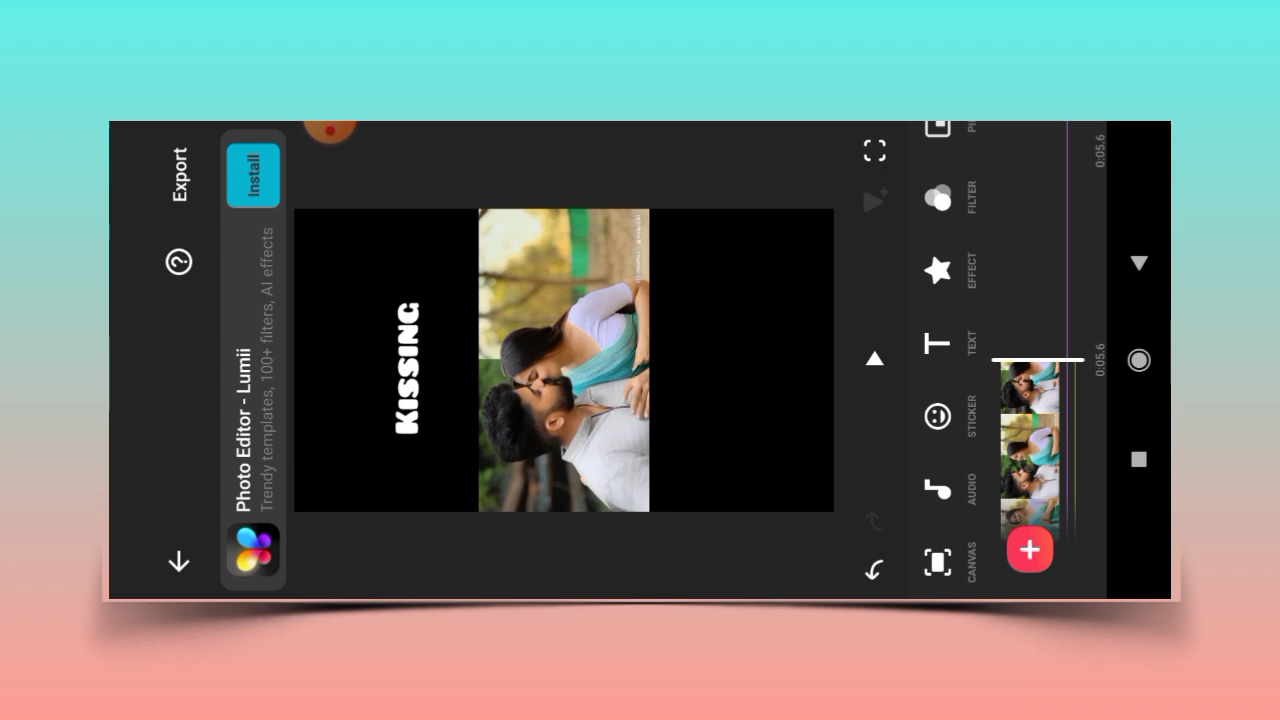 Export
Photo Editor - Lumii
Trendy templates, 100+ filters, AI effects
Install
KISSING
CANVAS
AUDIO
STICKER
TEXT
EFFECT
FILTER
0:05.6
0:05.6